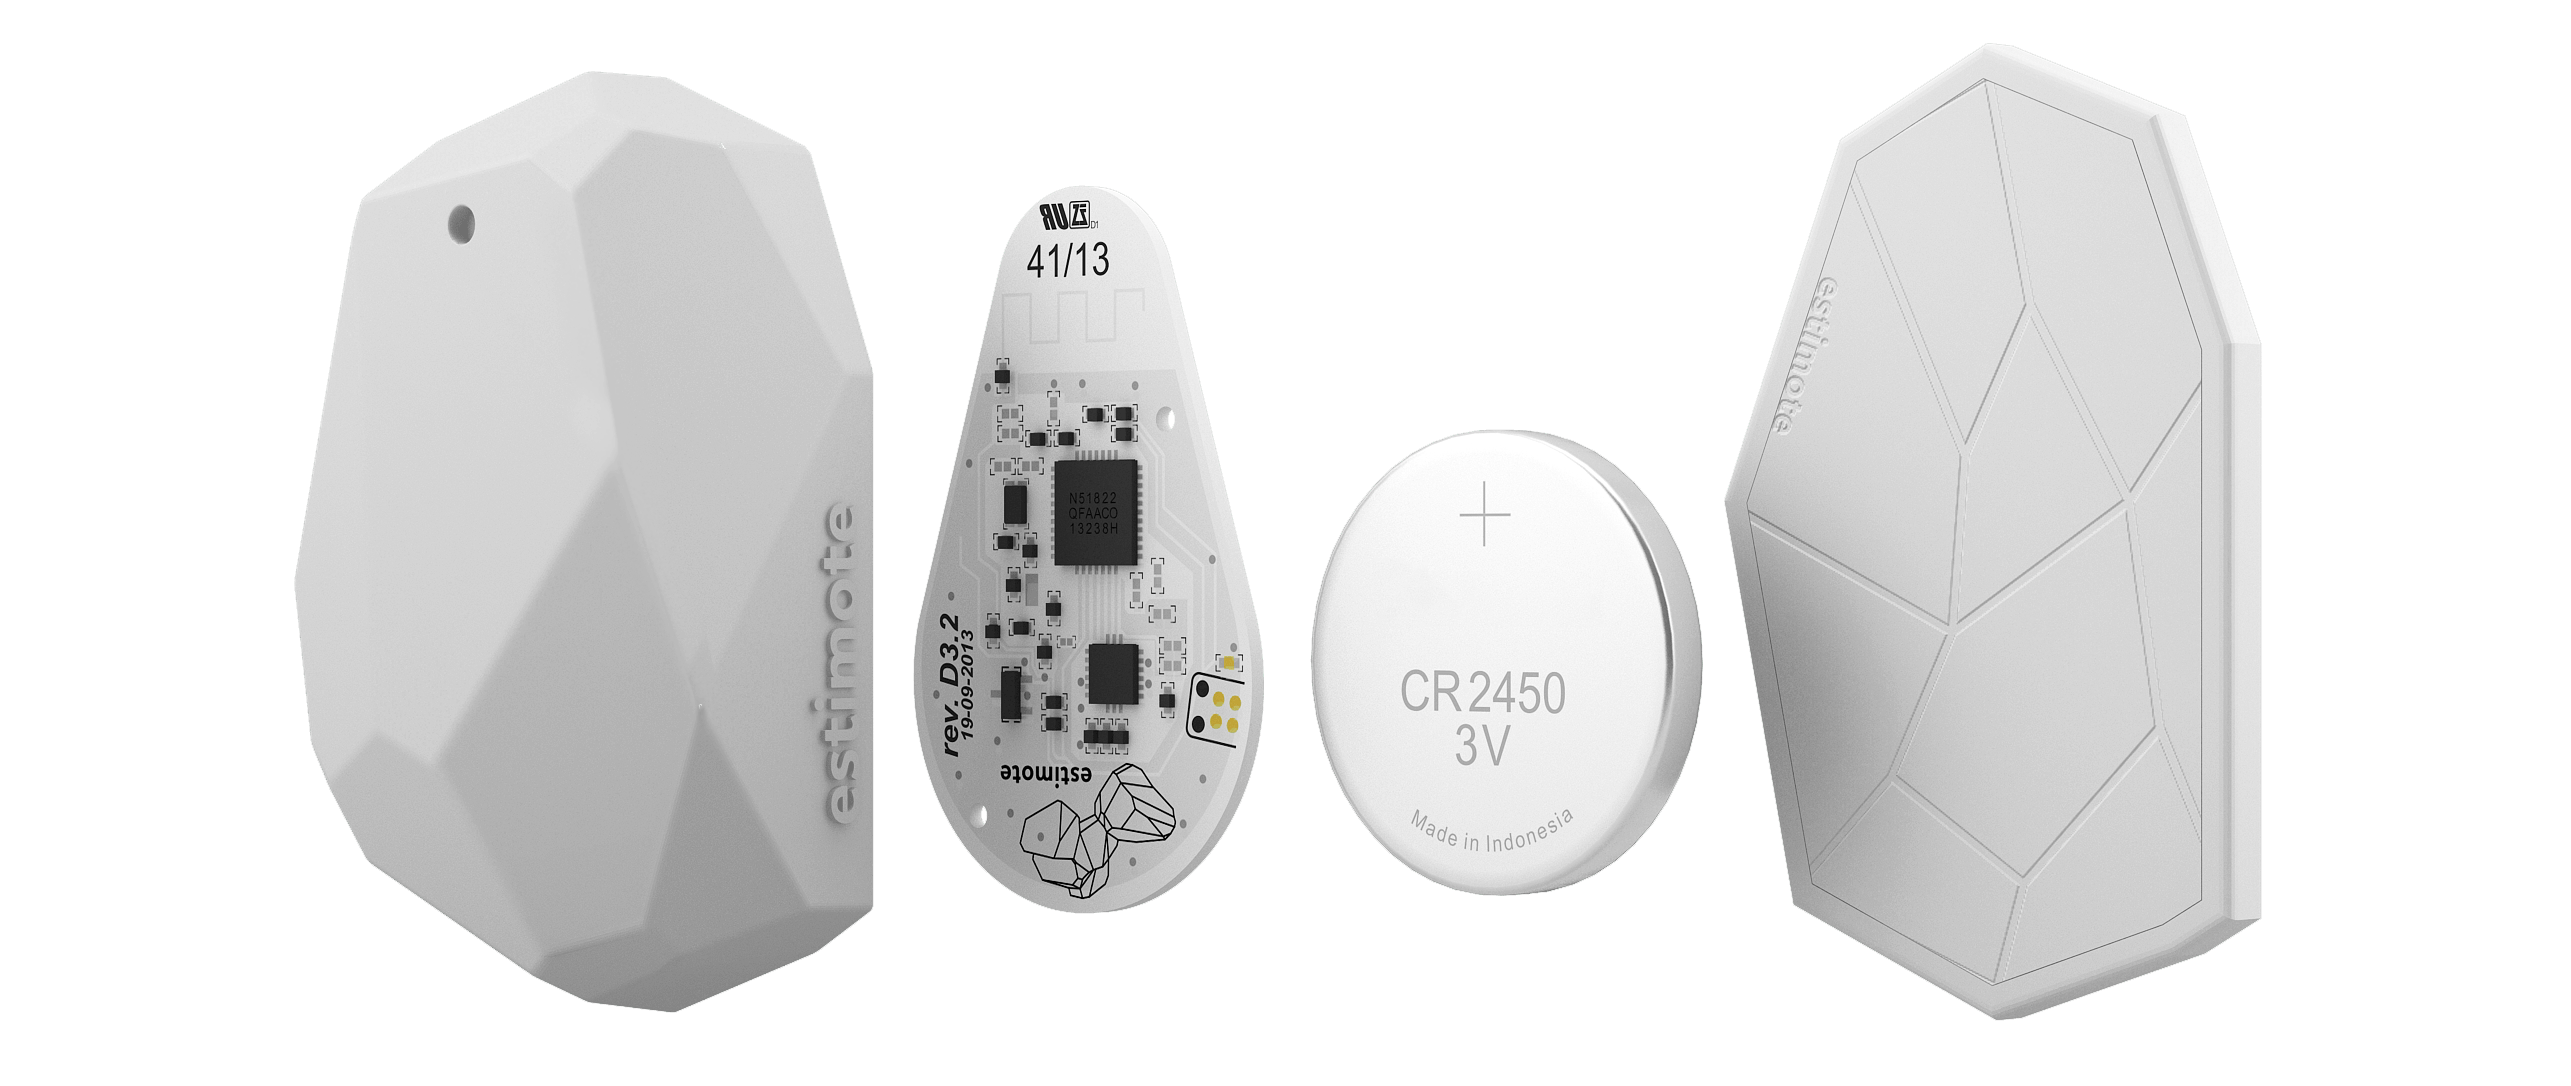 estimote
41/13
D1
N51822
QFAACO
13238H
rev. D3.2
19-09-2013
estimote
CR2450
3V
Made in Indonesia
estimote